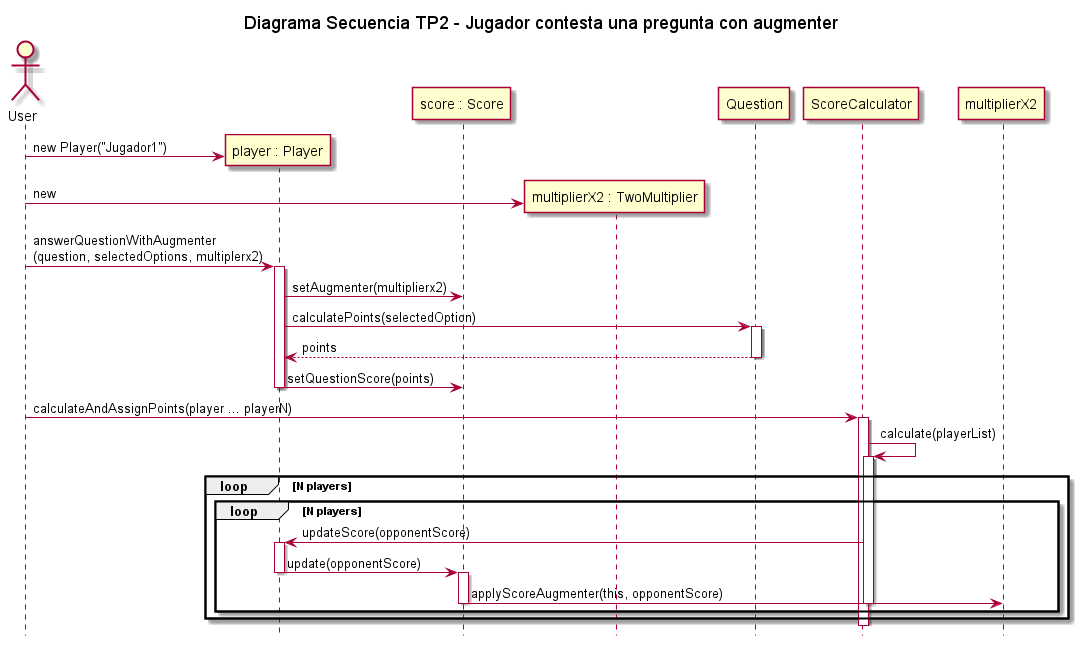 Diagrama Secuencia TP2 - Jugador contesta una pregunta con augmenter
User
score : Score
Question
ScoreCalculator
multiplierX2
new Player("Jugador1")
player : Player
new
multiplierX2 : TwoMultiplier
answerQuestionWithAugmenter
(question, selectedOptions, multiplerx2)
setAugmenter(multiplierx2)
calculatePoints(selectedOption)
points
setQuestionScore(points)
calculateAndAssignPoints(player ... playerN)
calculate(playerList)
loop [N players]
loop [N players]
updateScore(opponentScore)
update(opponentScore)
applyScoreAugmenter(this, opponentScore)